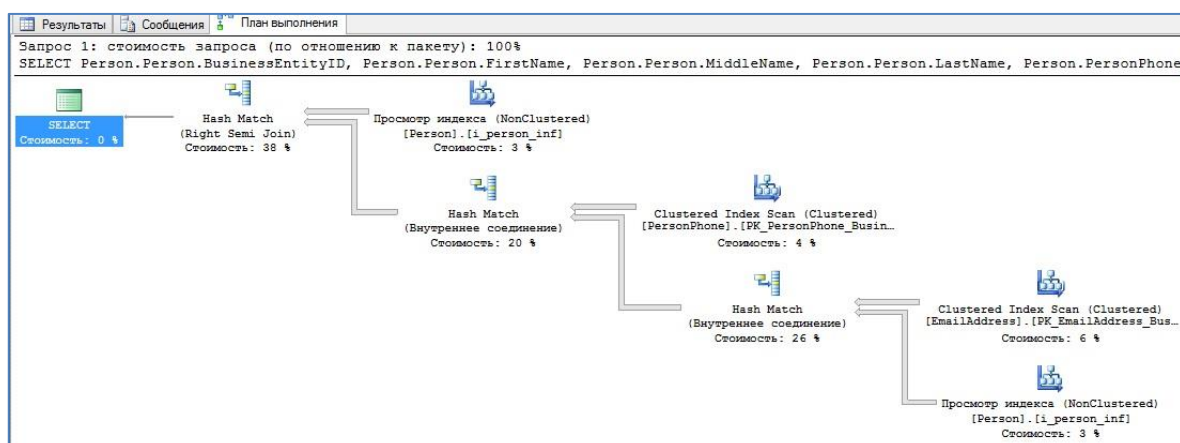 Результаты Сообщения План выполнения
Запрос 1: стоимость запроса (по отношению к пакету): 100%
SELECT Person.Person.BusinessEntityID, Person.Person.FirstName, Person.Person.MiddleName, Person.Person.LastName, Person.PersonPhone
SELECT
Стоимость: 0 %
Hash Match
(Right Semi Join)
Стоимость: 38 %
Просмотр индекса (NonClustered)
[Person].[i_person_inf]
Стоимость: 3 %
Hash Match
(Внутреннее соединение)
Стоимость: 20 %
Clustered Index Scan (Clustered)
[PersonPhone].[PK_PersonPhone_Busin…
Стоимость: 4 %
Hash Match
(Внутреннее соединение)
Стоимость: 26 %
Clustered Index Scan (Clustered)
[EmailAddress].[PK_EmailAddress_Bus…
Стоимость: 6 %
Просмотр индекса (NonClustered)
[Person].[i_person_inf]
Стоимость: 3 %